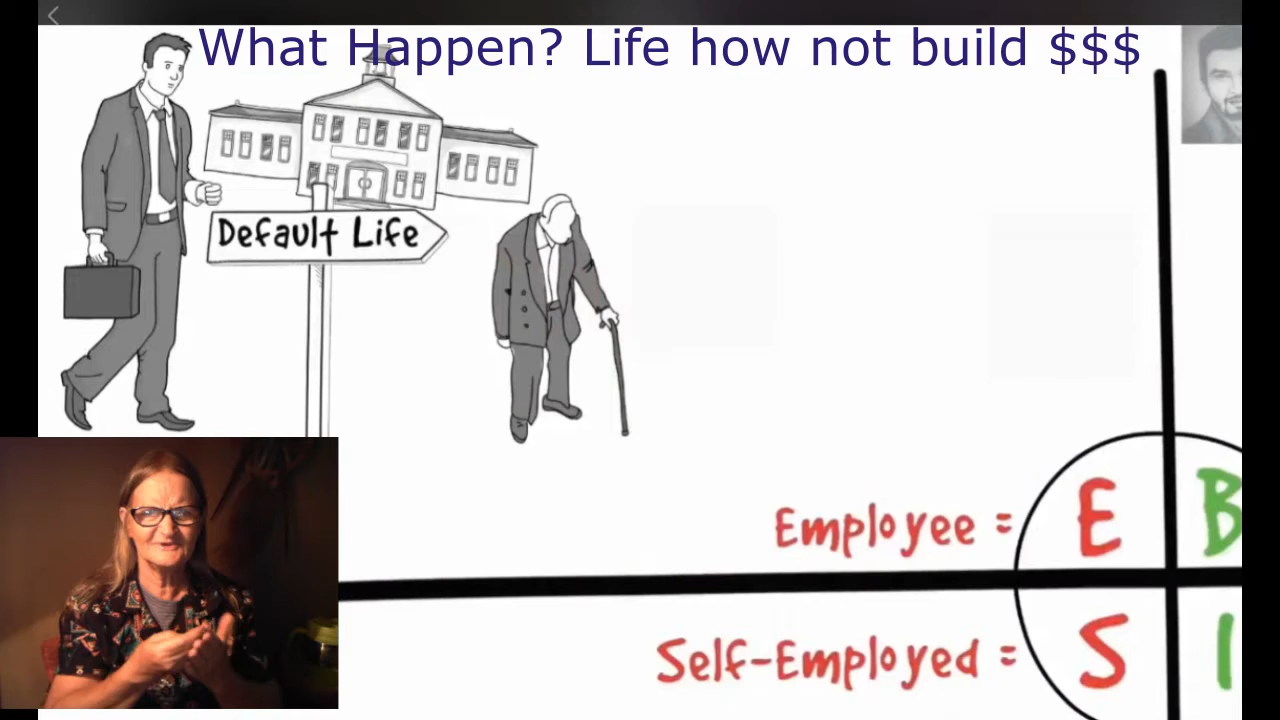 What Happen? Life how not build $$$
Default Life
Employee = E B
Self-Employed = S I